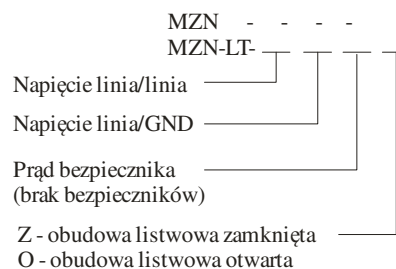 MZN - - - -
MZN-LT-
Napięcie linia/linia
Napięcie linia/GND
Prąd bezpiecznika
(brak bezpieczników)
Z - obudowa listwowa zamknięta
O - obudowa listwowa otwarta